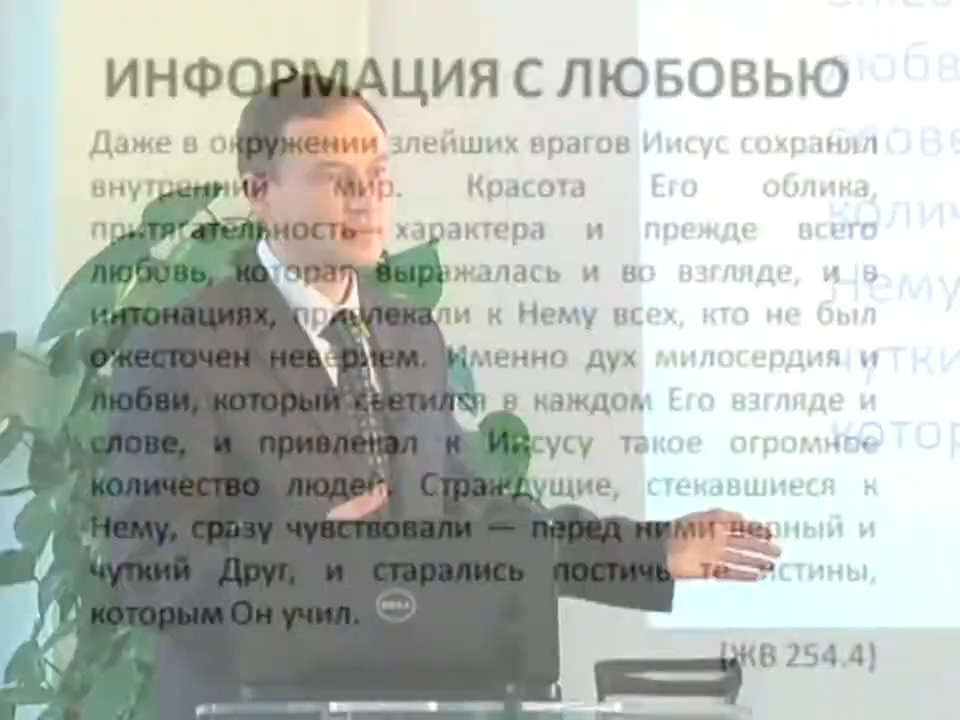 ИНФОРМАЦИЯ С ЛЮБОВЬЮ
Даже в окружении злейших врагов Иисус сохранял
внутренний мир. Красота Его облика,
притягательность характера и прежде всего
любовь, которая выражалась и во взгляде, и в
интонациях, привлекали к Нему всех, кто не был
ожесточен неверием. Именно дух милосердия и
любви, который светился в каждом Его взгляде и
слове, и привлекал к Иисусу такое огромное
количество людей. Страждущие, стекавшиеся к
Нему, сразу чувствовали — перед ними верный и
чуткий Друг, и старались постичь те истины,
которым Он учил.
[ЖВ 254.4]
DELL